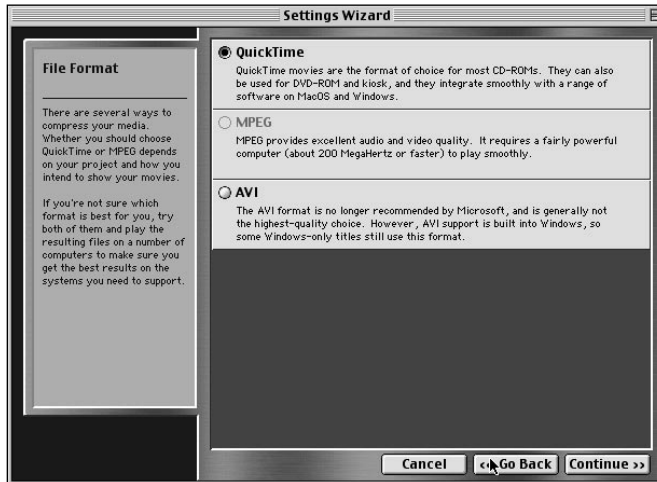 Settings Wizard
File Format
There are several ways to
compress your media.
Whether you should choose
QuickTime or MPEG depends
on your project and how you
intend to show your movies.
If you're not sure which
format is best for you, try
both of them and play the
resulting files on a number of
computers to make sure you
get the best results on the
systems you need to support.
QuickTime
QuickTime movies are the format of choice for most CD-ROMs. They can also
be used for DVD-ROM and kiosk, and they integrate smoothly with a range of
software on MacOS and Windows.
MPEG
MPEG provides excellent audio and video quality. It requires a fairly powerful
computer (about 200 MegaHertz or faster) to play smoothly.
AVI
The AVI format is no longer recommended by Microsoft, and is generally not
the highest-quality choice. However, AVI support is built into Windows, so
some Windows-only titles still use this format.
Cancel
<< Go Back
Continue >>